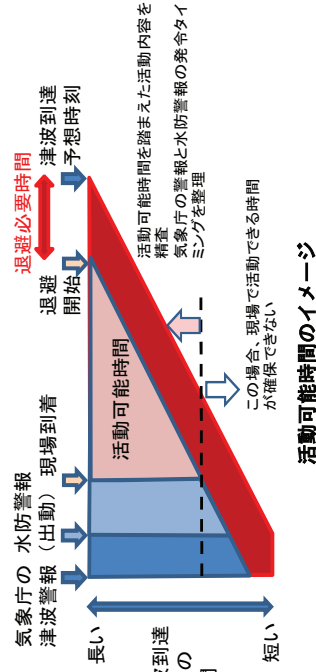 気象庁の
津波警報
水防警報
（出動）
現場到着
退避
開始
退避必要時間
津波到達
予想時刻
長い
波到達
の
短い
活動可能時間
活動可能時間を踏まえた活動内容を
精査
気象庁の警報と水防警報の発令タイ
ミングを整理
この場合、現場で活動できる時間
が確保できない
活動可能時間のイメージ